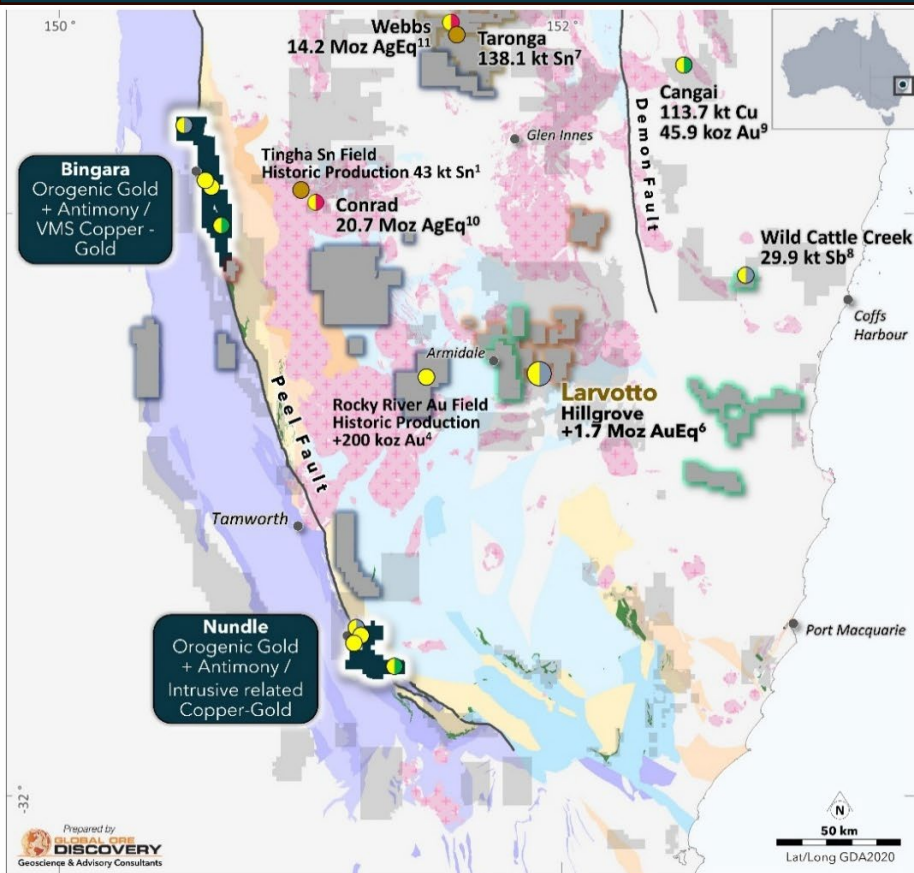 150°
152°
Webbs
14.2 Moz AgEq11
Taronga
138.1 kt Sn7
Cangai
113.7 kt Cu
45.9 koz Au9
Demon Fault
Glen Innes
Bingara
Orogenic Gold
+ Antimony /
VMS Copper -
Gold
Tingha Sn Field
Historic Production 43 kt Sn1
Conrad
20.7 Moz AgEq10
Wild Cattle Creek
29.9 kt Sb8
Coffs
Harbour
Armidale
Larvotto
Hillgrove
+1.7 Moz AuEq6
Rocky River Au Field
Historic Production
+200 koz Au4
Peel Fault
Tamworth
Nundle
Orogenic Gold
+ Antimony /
Intrusive related
Copper-Gold
Port Macquarie
-32°
Prepared by
GLOBAL ORE
DISCOVERY
Geoscience & Advisory Consultants
N
50 km
Lat/Long GDA2020